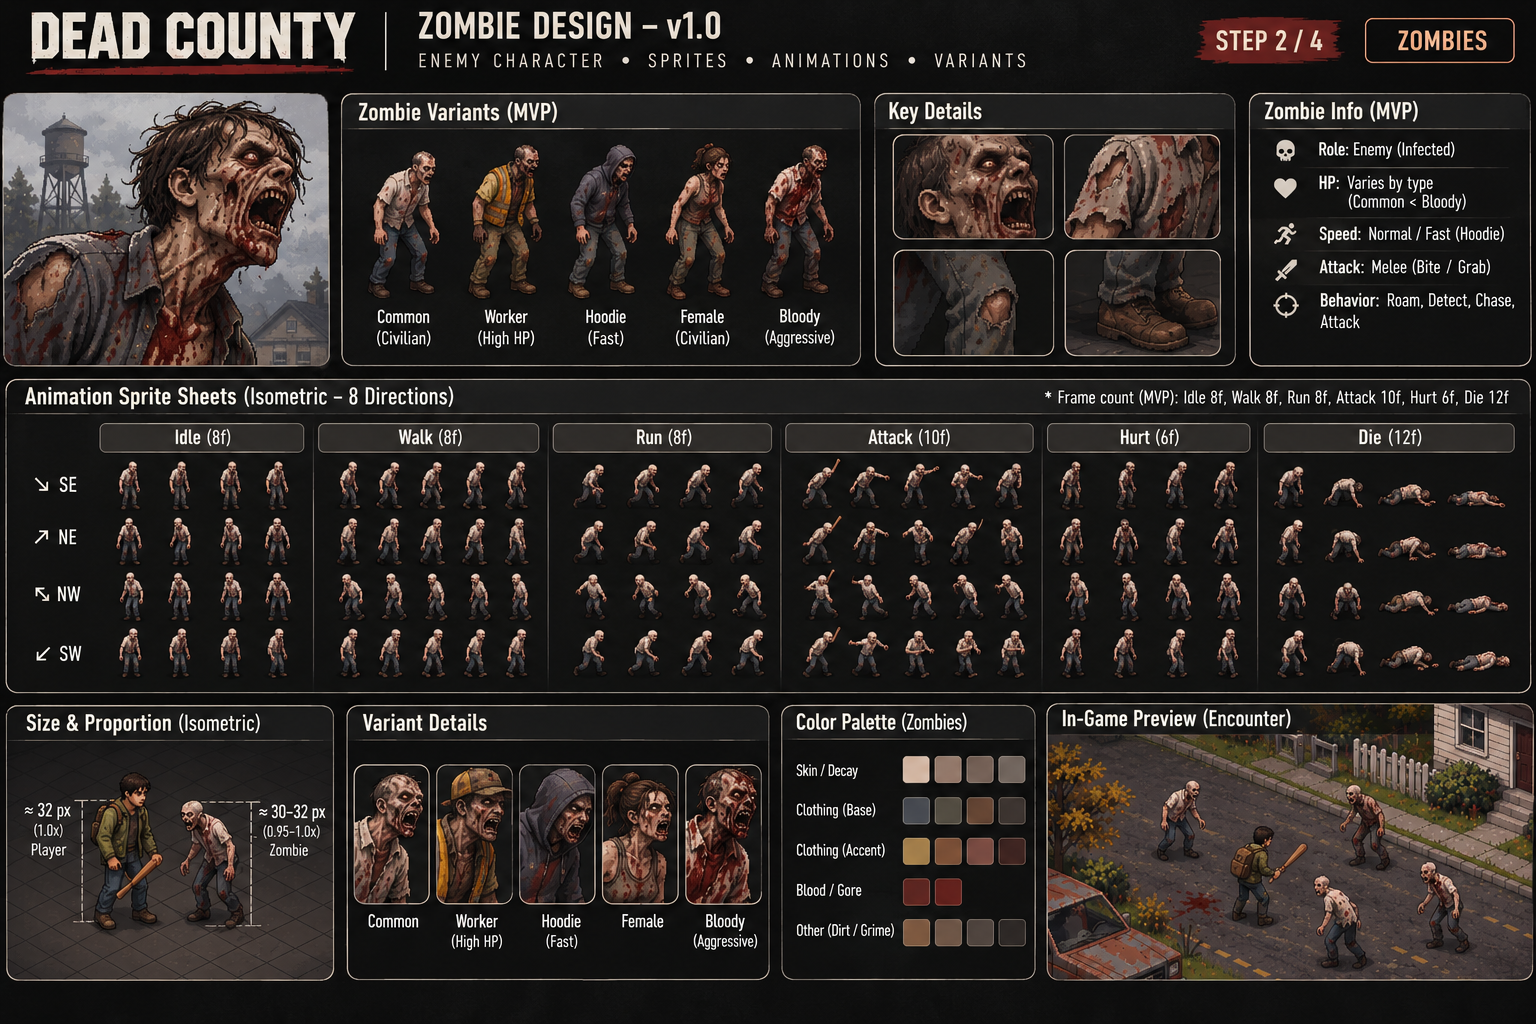 DEAD COUNTY
ZOMBIE DESIGN – v1.0
ENEMY CHARACTER • SPRITES • ANIMATIONS • VARIANTS
STEP 2 / 4
ZOMBIES
Zombie Variants (MVP)
Common
(Civilian)
Worker
(High HP)
Hoodie
(Fast)
Female
(Civilian)
Bloody
(Aggressive)
Key Details
Zombie Info (MVP)
Role: Enemy (Infected)
HP: Varies by type
(Common < Bloody)
Speed: Normal / Fast (Hoodie)
Attack: Melee (Bite / Grab)
Behavior: Roam, Detect, Chase,
Attack
Animation Sprite Sheets (Isometric – 8 Directions)
* Frame count (MVP): Idle 8f, Walk 8f, Run 8f, Attack 10f, Hurt 6f, Die 12f
Idle (8f)
Walk (8f)
Run (8f)
Attack (10f)
Hurt (6f)
Die (12f)
↘ SE
↗ NE
↖ NW
↙ SW
Size & Proportion (Isometric)
≈ 32 px
(1.0x)
Player
≈ 30–32 px
(0.95–1.0x)
Zombie
Variant Details
Common
Worker
(High HP)
Hoodie
(Fast)
Female
Bloody
(Aggressive)
Color Palette (Zombies)
Skin / Decay
Clothing (Base)
Clothing (Accent)
Blood / Gore
Other (Dirt / Grime)
In-Game Preview (Encounter)